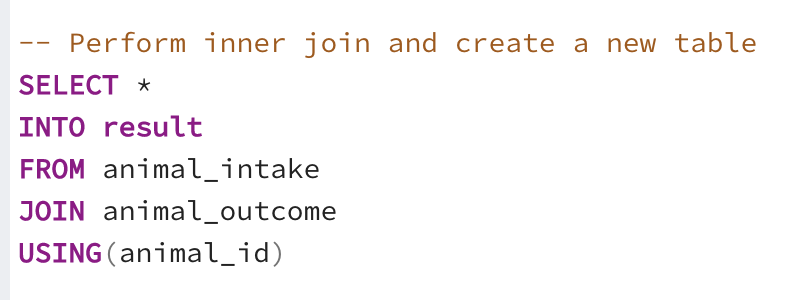 -- Perform inner join and create a new table
SELECT *
INTO result
FROM animal_intake
JOIN animal_outcome
USING(animal_id)